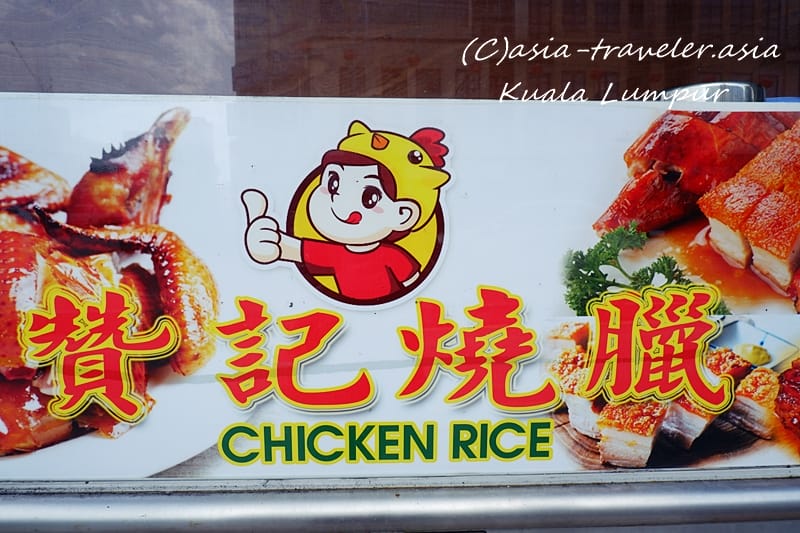 (C)asia-traveler.asia
Kuala Lumpur
贊記燒臘
CHICKEN RICE